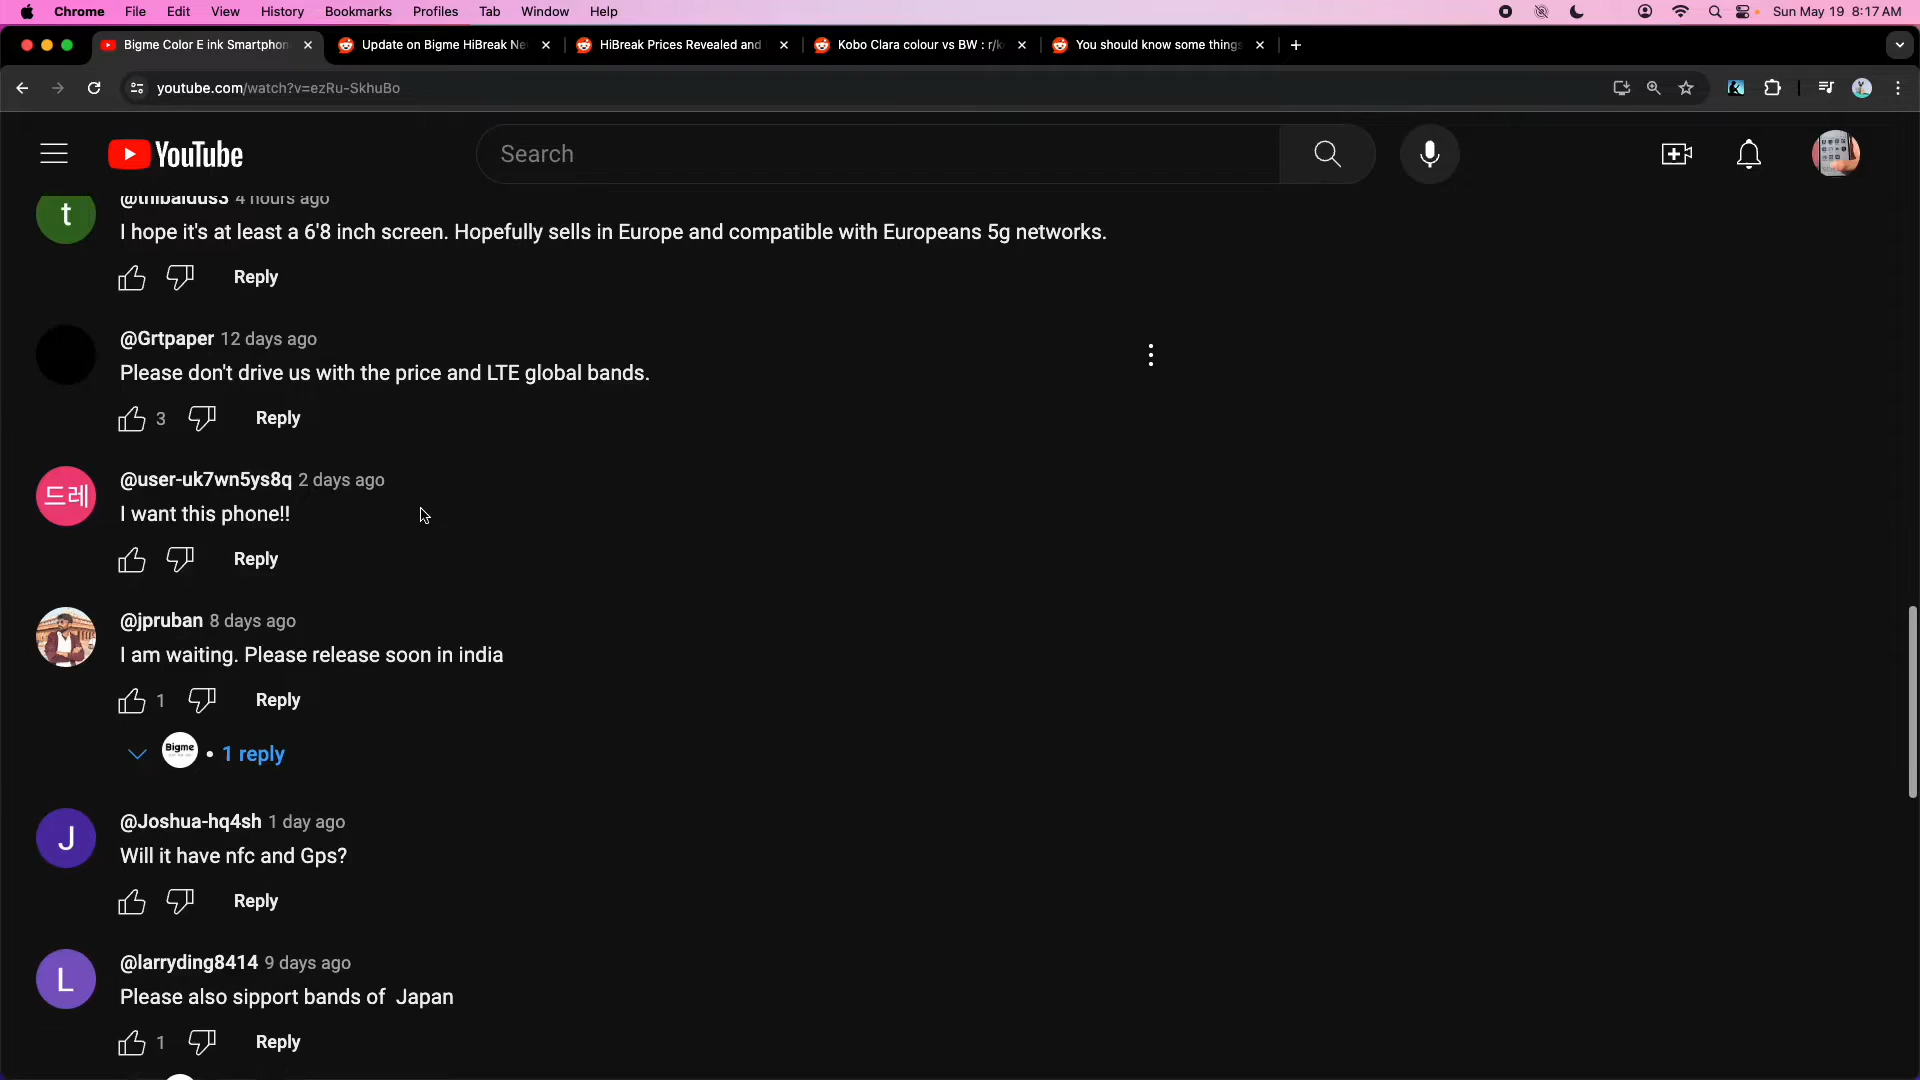 Chrome File Edit View History Bookmarks Profiles Tab Window Help Sun May 19 8:17 AM
Bigme Color E ink Smartphon Update on Bigme HiBreak Ne HiBreak Prices Revealed and Kobo Clara colour vs BW : r/k You should know some things
youtube.com/watch?v=ezRu-SkhuBo
YouTube Search
t @thibaldus3 4 hours ago
I hope it's at least a 6'8 inch screen. Hopefully sells in Europe and compatible with Europeans 5g networks.
Reply
@Grtpaper 12 days ago
Please don't drive us with the price and LTE global bands.
3 Reply
드레 @user-uk7wn5ys8q 2 days ago
I want this phone!!
Reply
@jpruban 8 days ago
I am waiting. Please release soon in india
1 Reply
Bigme • 1 reply
J @Joshua-hq4sh 1 day ago
Will it have nfc and Gps?
Reply
L @larryding8414 9 days ago
Please also sipport bands of Japan
1 Reply